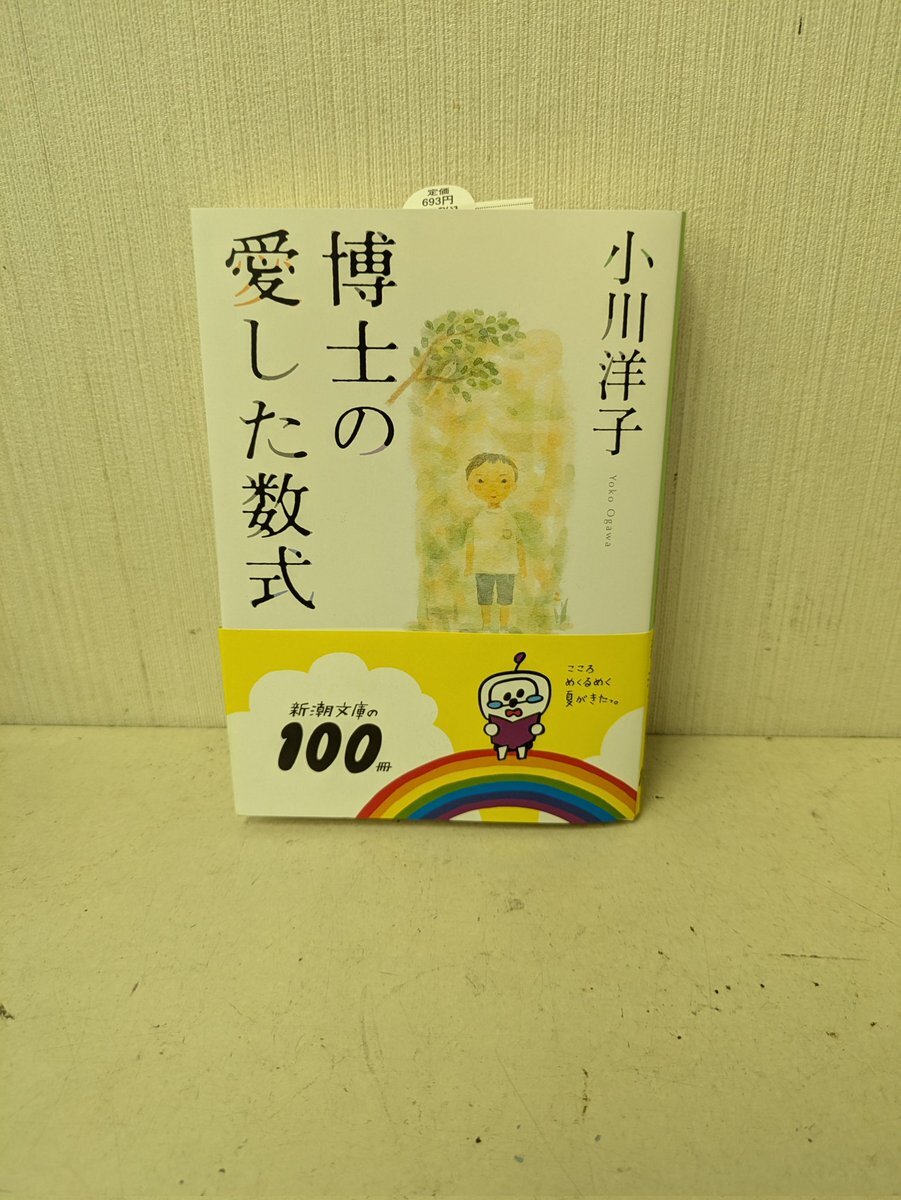 定価
693円
博士の
愛した数式
小川洋子
Yoko Ogawa
新潮文庫の
100冊
こころ
めくるめく
夏がきたっ。